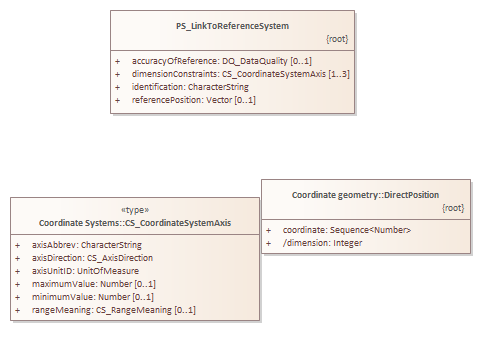 PS_LinkToReferenceSystem
{root}
+ accuracyOfReference: DQ_DataQuality [0..1]
+ dimensionConstraints: CS_CoordinateSystemAxis [1..3]
+ identification: CharacterString
+ referencePosition: Vector [0..1]
«type»
Coordinate Systems::CS_CoordinateSystemAxis
+ axisAbbrev: CharacterString
+ axisDirection: CS_AxisDirection
+ axisUnitID: UnitOfMeasure
+ maximumValue: Number [0..1]
+ minimumValue: Number [0..1]
+ rangeMeaning: CS_RangeMeaning [0..1]
Coordinate geometry::DirectPosition
{root}
+ coordinate: Sequence<Number>
+ /dimension: Integer